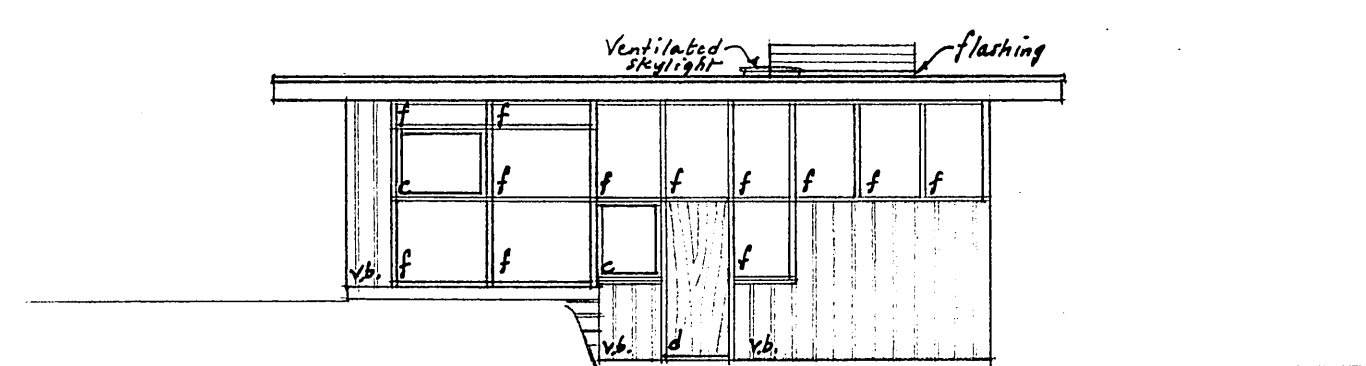 Ventilated
skylight
flashing
f f
c f f f f f f f
f f c f
v.b.
v.b. d v.b.